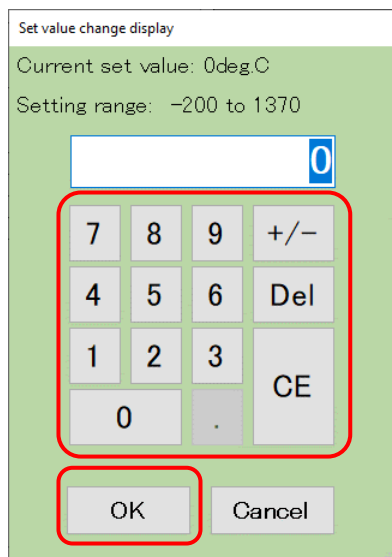 Set value change display
Current set value: 0deg.C
Setting range: -200 to 1370
0
7 8 9 +/-
4 5 6 Del
1 2 3 CE
0 .
OK Cancel